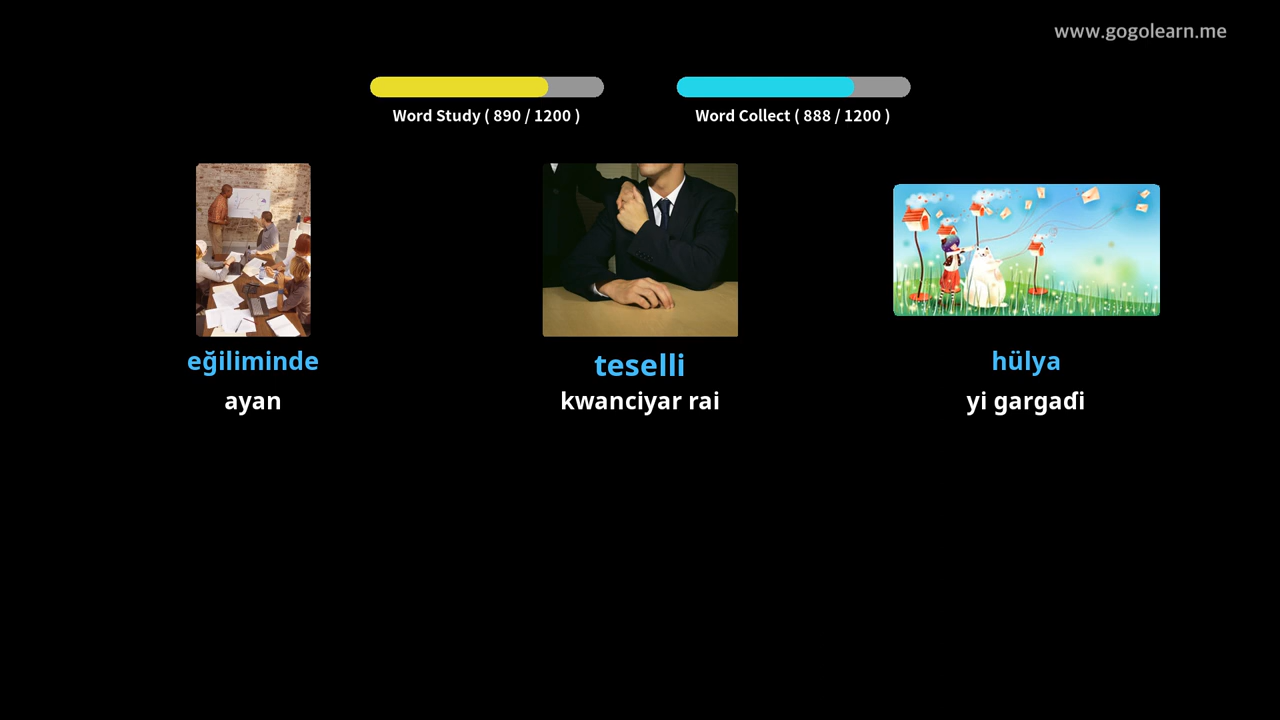 www.gogolearn.me
Word Study ( 890 / 1200 )
Word Collect ( 888 / 1200 )
eğiliminde
teselli
hülya
ayan
kwanciyar rai
yi gargaɗi